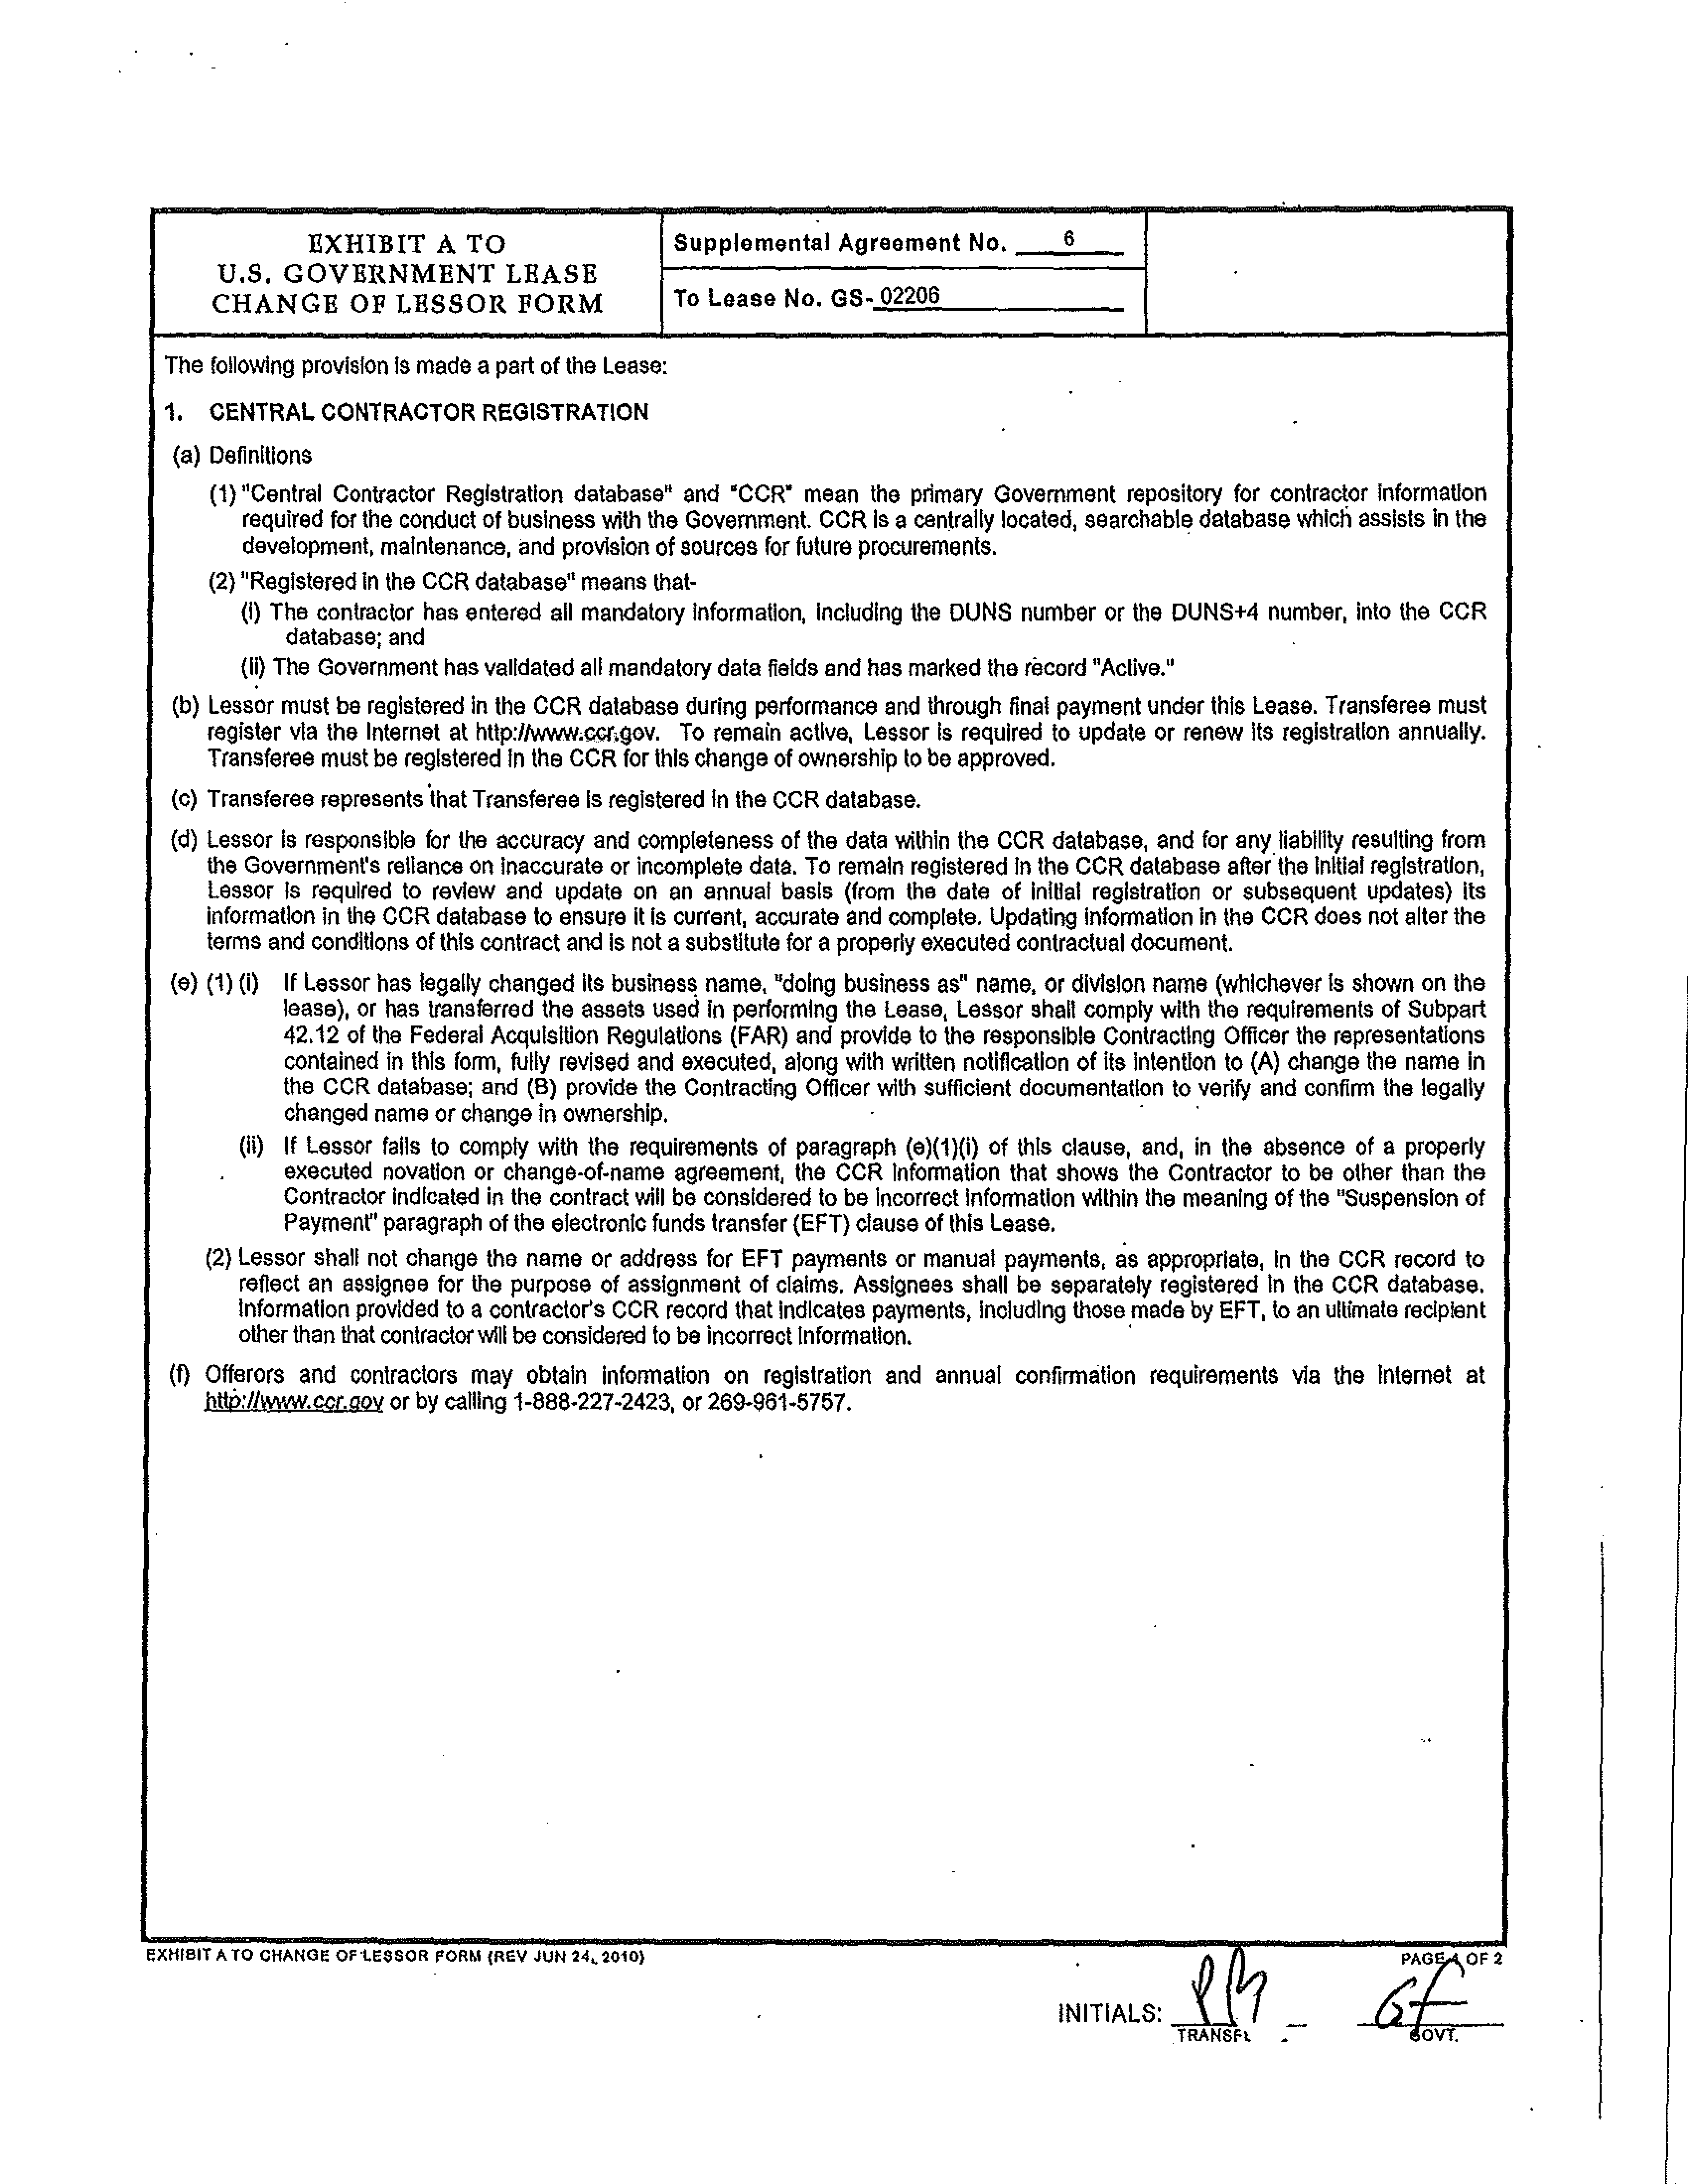 EXHIBIT A TO
U.S. GOVERNMENT LEASE
CHANGE OF LESSOR FORM
Supplemental Agreement No. 6
To Lease No. GS- 02206
The following provision is made a part of the Lease:
1. CENTRAL CONTRACTOR REGISTRATION
(a) Definitions
(1) "Central Contractor Registration database" and "CCR" mean the primary Government repository for contractor information
required for the conduct of business with the Government. CCR is a centrally located, searchable database which assists in the
development, maintenance, and provision of sources for future procurements.
(2) "Registered in the CCR database" means that-
(i) The contractor has entered all mandatory information, including the DUNS number or the DUNS+4 number, into the CCR
database; and
(ii) The Government has validated all mandatory data fields and has marked the record "Active."
(b) Lessor must be registered in the CCR database during performance and through final payment under this Lease. Transferee must
register via the Internet at http://www.ccr.gov. To remain active, Lessor is required to update or renew its registration annually.
Transferee must be registered in the CCR for this change of ownership to be approved.
(c) Transferee represents that Transferee is registered in the CCR database.
(d) Lessor is responsible for the accuracy and completeness of the data within the CCR database, and for any liability resulting from
the Government's reliance on inaccurate or incomplete data. To remain registered in the CCR database after the initial registration,
Lessor is required to review and update on an annual basis (from the date of initial registration or subsequent updates) its
information in the CCR database to ensure it is current, accurate and complete. Updating information in the CCR does not alter the
terms and conditions of this contract and is not a substitute for a properly executed contractual document.
(e) (1) (i) If Lessor has legally changed its business name, "doing business as" name, or division name (whichever is shown on the
lease), or has transferred the assets used in performing the Lease, Lessor shall comply with the requirements of Subpart
42.12 of the Federal Acquisition Regulations (FAR) and provide to the responsible Contracting Officer the representations
contained in this form, fully revised and executed, along with written notification of its intention to (A) change the name in
the CCR database; and (B) provide the Contracting Officer with sufficient documentation to verify and confirm the legally
changed name or change in ownership.
(ii) If Lessor fails to comply with the requirements of paragraph (e)(1)(i) of this clause, and, in the absence of a properly
executed novation or change-of-name agreement, the CCR Information that shows the Contractor to be other than the
Contractor indicated in the contract will be considered to be incorrect information within the meaning of the "Suspension of
Payment" paragraph of the electronic funds transfer (EFT) clause of this Lease.
(2) Lessor shall not change the name or address for EFT payments or manual payments, as appropriate, in the CCR record to
reflect an assignee for the purpose of assignment of claims. Assignees shall be separately registered in the CCR database.
Information provided to a contractor's CCR record that indicates payments, including those made by EFT, to an ultimate recipient
other than that contractor will be considered to be incorrect information.
(f) Offerors and contractors may obtain information on registration and annual confirmation requirements via the Internet at
http://www.ccr.gov or by calling 1-888-227-2423, or 269-961-5757.
EXHIBIT A TO CHANGE OF LESSOR FORM (REV JUN 24, 2010)
PAGE OF 2
INITIALS: GF
GOVT.